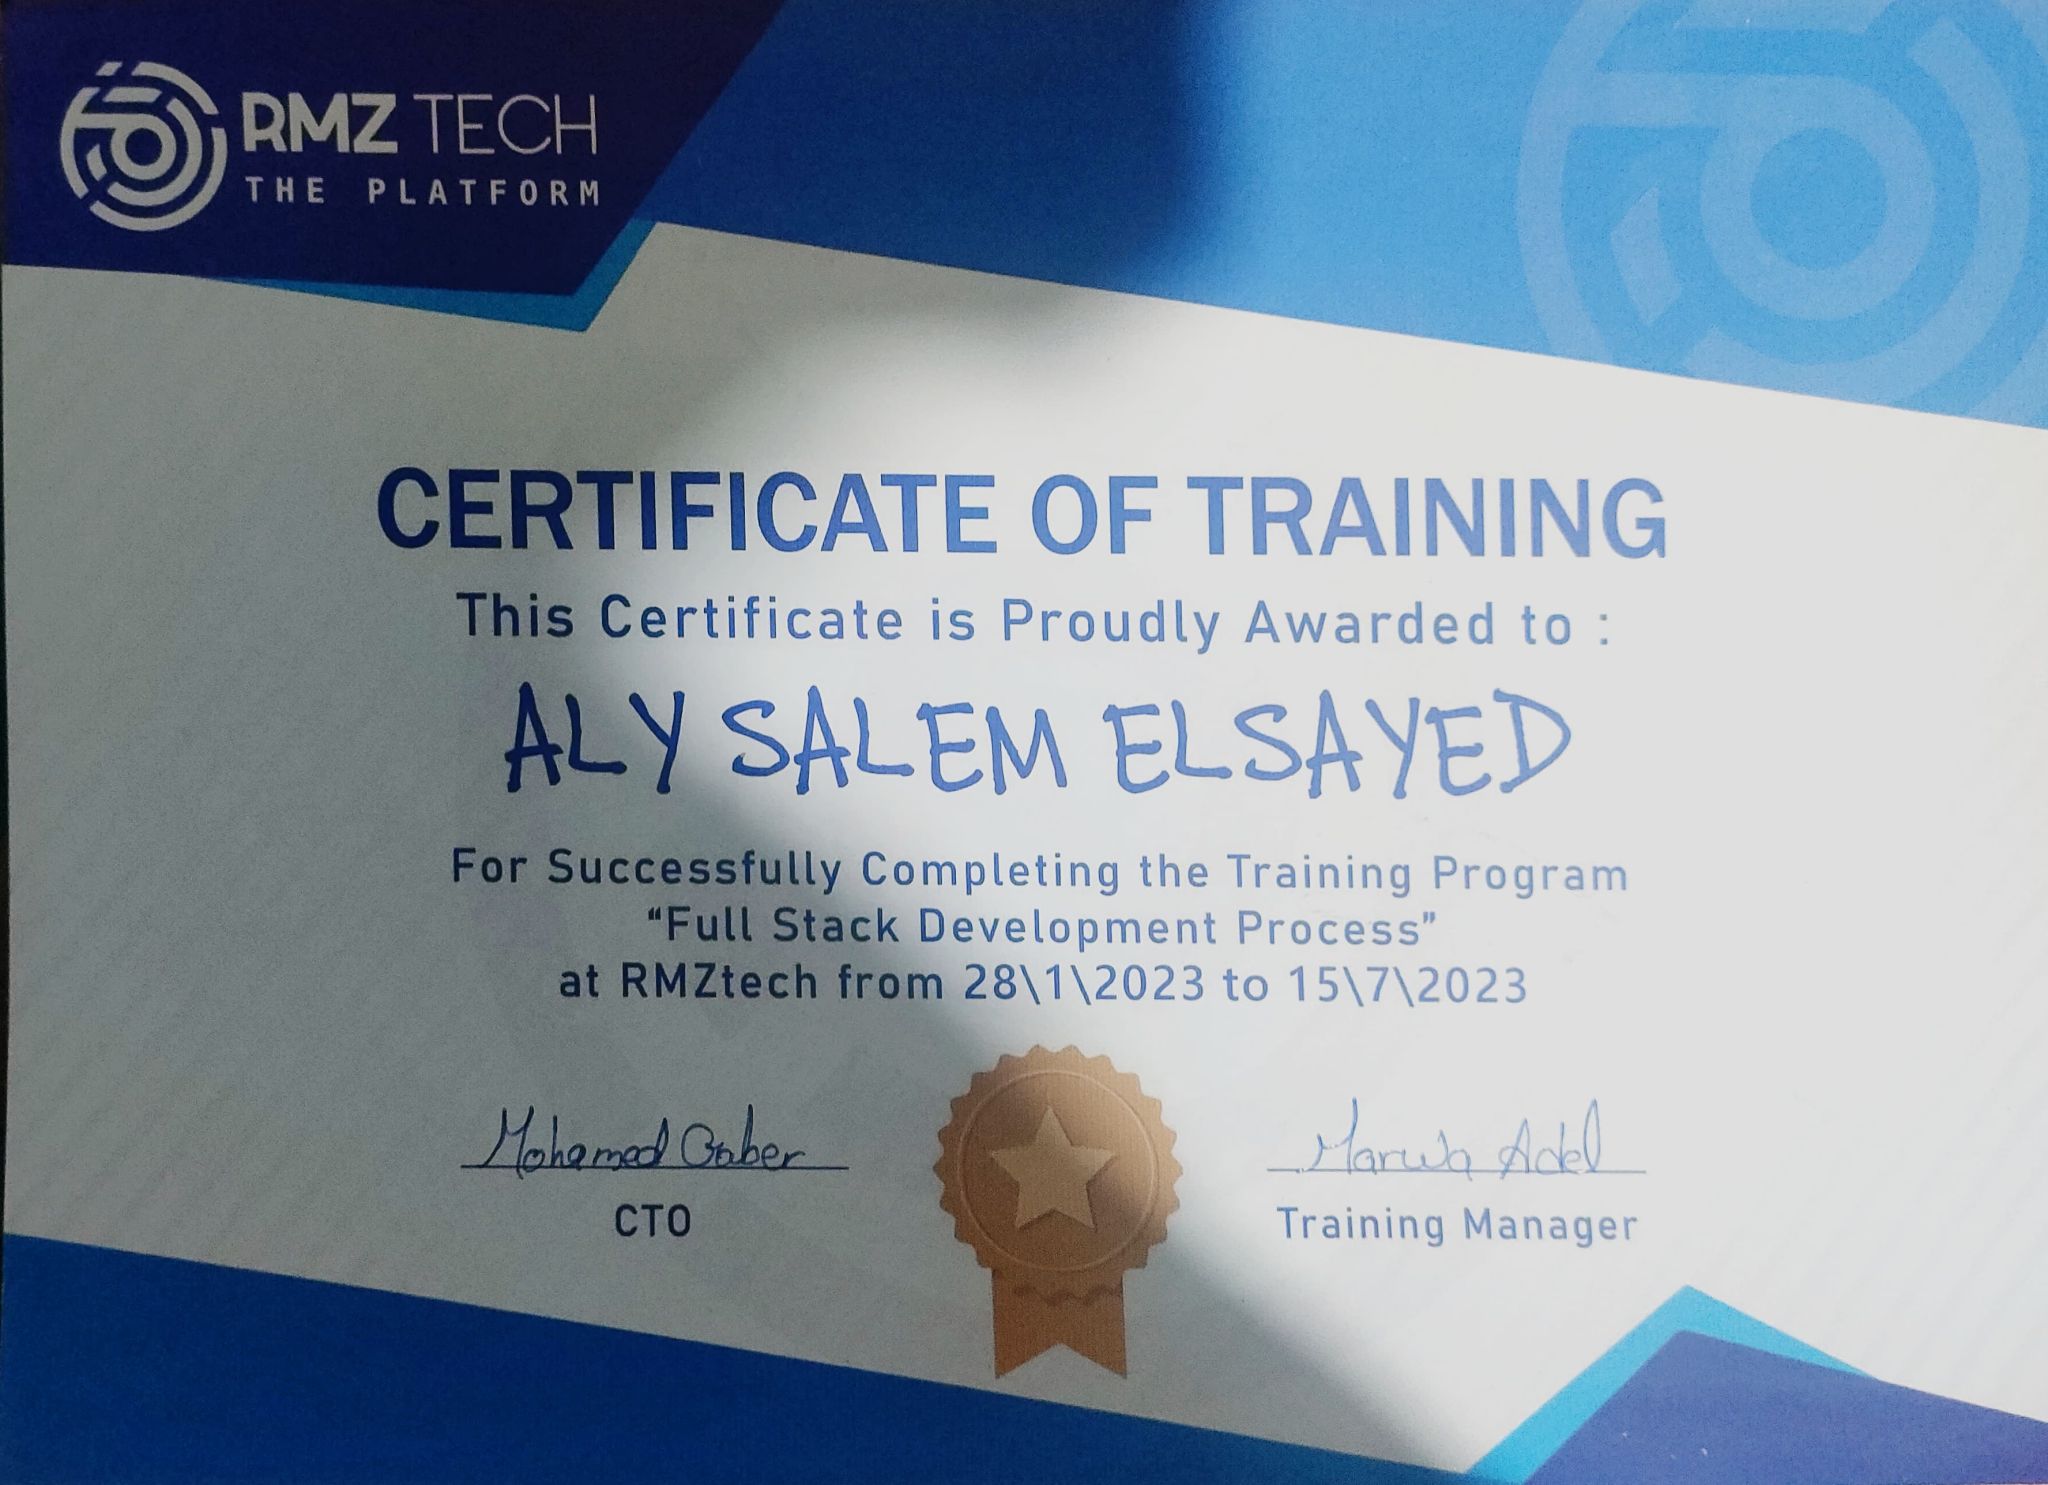 RMZ TECH
THE PLATFORM
CERTIFICATE OF TRAINING
This Certificate is Proudly Awarded to :
ALY SALEM ELSAYED
For Successfully Completing the Training Program
“Full Stack Development Process”
at RMZtech from 28\1\2023 to 15\7\2023
Mohamed Gaber
CTO
Marwa Adel
Training Manager